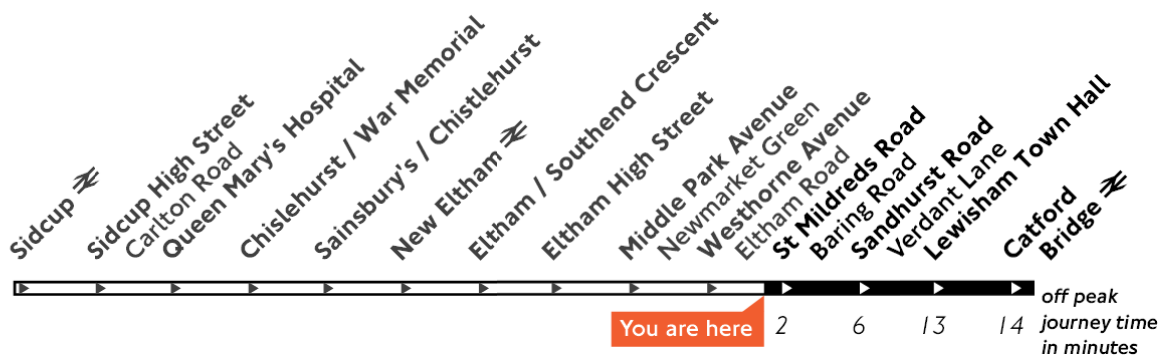 Sidcup
Sidcup High Street
Carlton Road
Queen Mary's Hospital
Chislehurst / War Memorial
Sainsbury's / Chistlehurst
New Eltham
Eltham / Southend Crescent
Eltham High Street
Middle Park Avenue
Newmarket Green
Westhorne Avenue
Eltham Road
St Mildreds Road
Baring Road
Sandhurst Road
Verdant Lane
Lewisham Town Hall
Catford
Bridge
You are here
2 6 13 14
off peak
journey time
in minutes